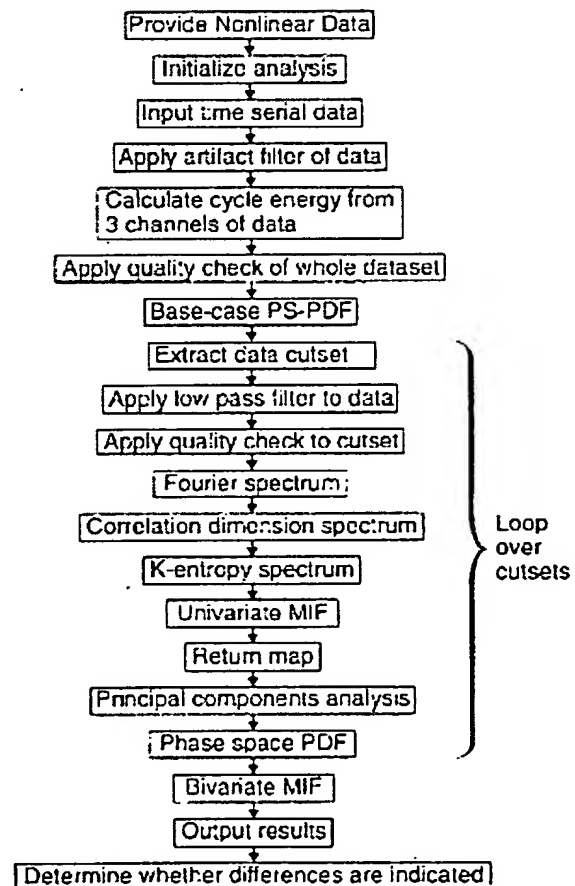 Provide Nonlinear Data
Initialize analysis
Input time serial data
Apply artifact filter of data
Calculate cycle energy from
3 channels of data
Apply quality check of whole dataset
Base-case PS-PDF
Extract data cutset
Apply low pass filter to data
Apply quality check to cutset
Fourier spectrum
Correlation dimension spectrum
K-entropy spectrum
Univariate MIF
Return map
Principal components analysis
Phase space PDF
Bivariate MIF
Output results
Determine whether differences are indicated
Loop
over
cutsets